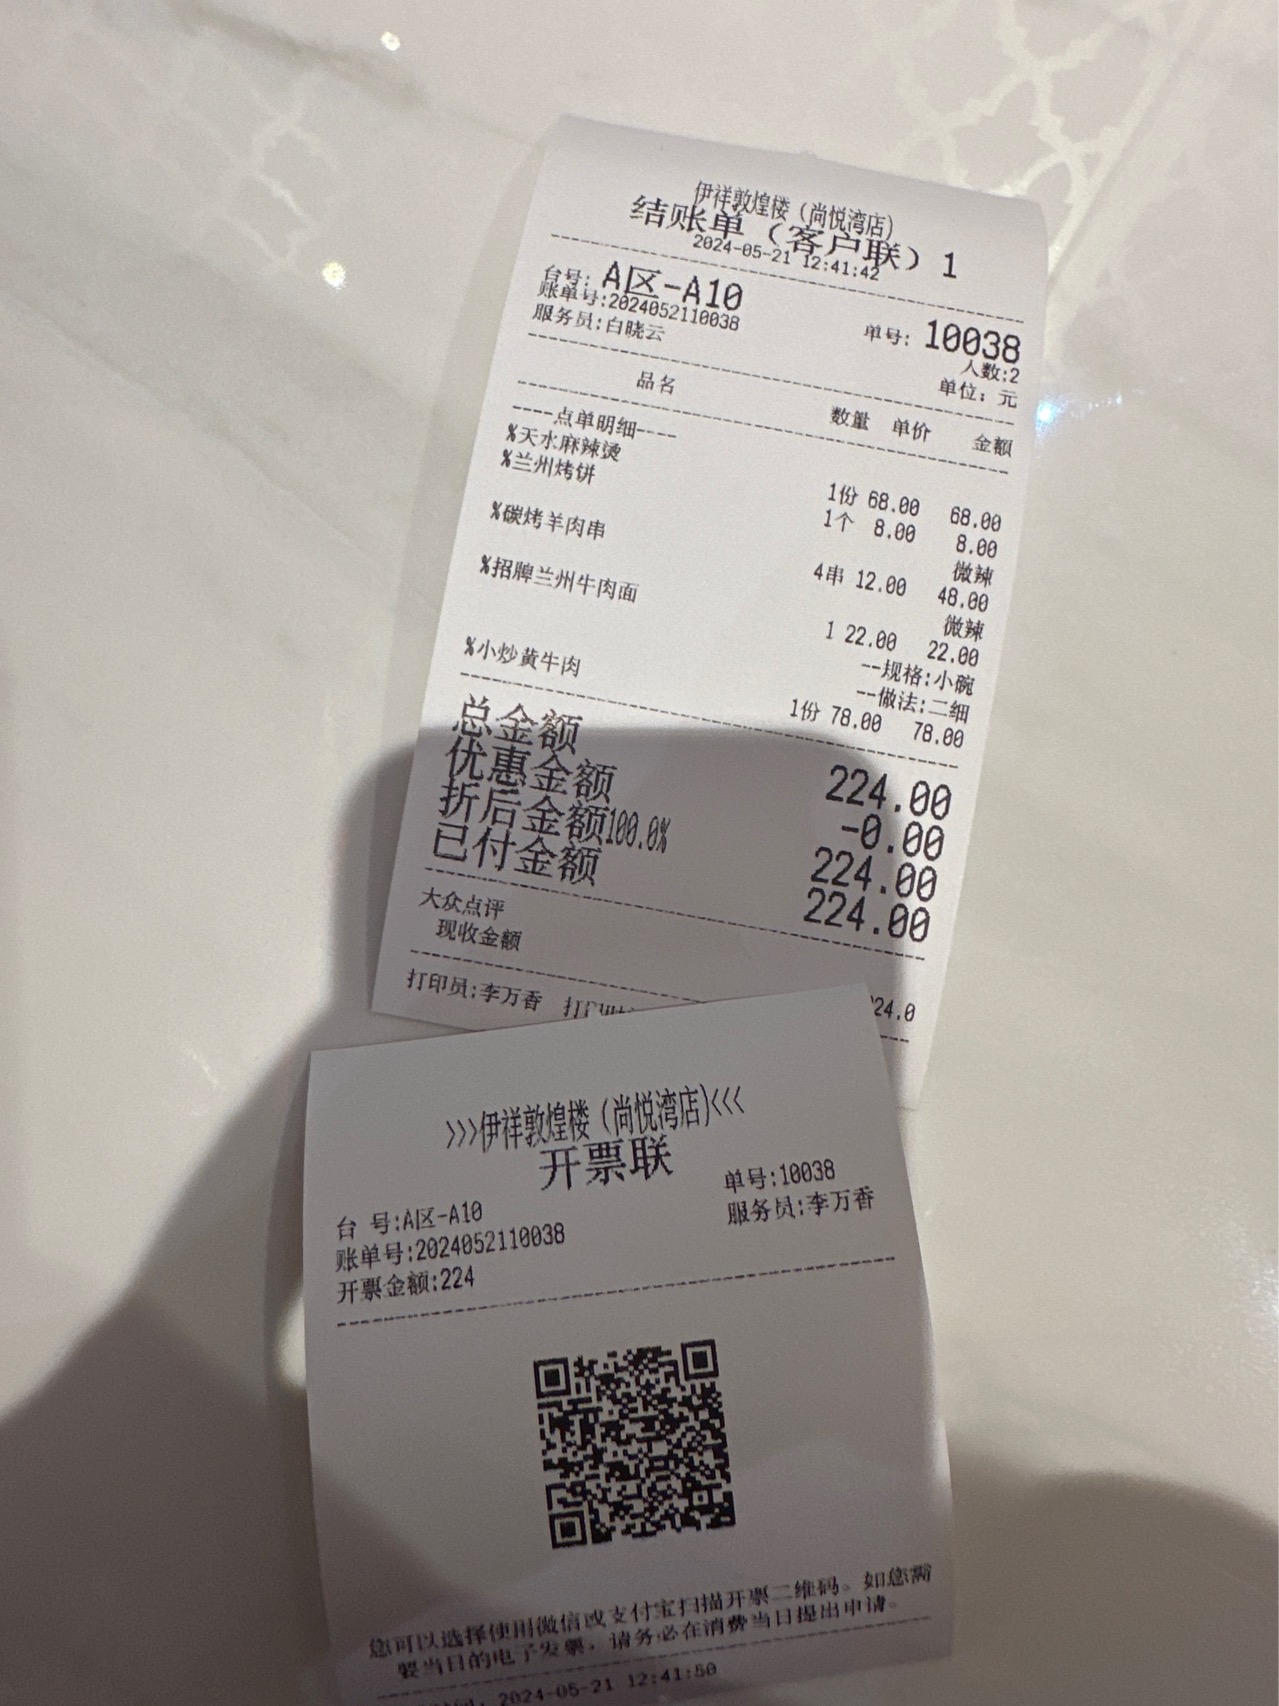 伊祥敦煌楼（尚悦湾店）
结账单（客户联）1
2024-05-21 12:41:42
台号: A区-A10 单号: 10038
账单号:2024052110038 人数:2
服务员:白晓云 单位: 元
品名 数量 单价 金额
----点单明细----
%天水麻辣烫
1份 68.00 68.00
%兰州烤饼
1个 8.00 8.00
微辣
%碳烤羊肉串
4串 12.00 48.00
微辣
%招牌兰州牛肉面
1 22.00 22.00
--规格:小碗
--做法:二细
%小炒黄牛肉
1份 78.00 78.00
总金额 224.00
优惠金额 -0.00
折后金额100.0% 224.00
已付金额 224.00
大众点评
现收金额 24.0
打印员:李万香
>>>伊祥敦煌楼（尚悦湾店)<<<
开票联
单号:10038
台 号:A区-A10 服务员:李万香
账单号:2024052110038
开票金额:224
您可以选择使用微信或支付宝扫描开票二维码。如您需
要当日的电子发票，请务必在消费当日提出申请。
2024-05-21 12:41:50